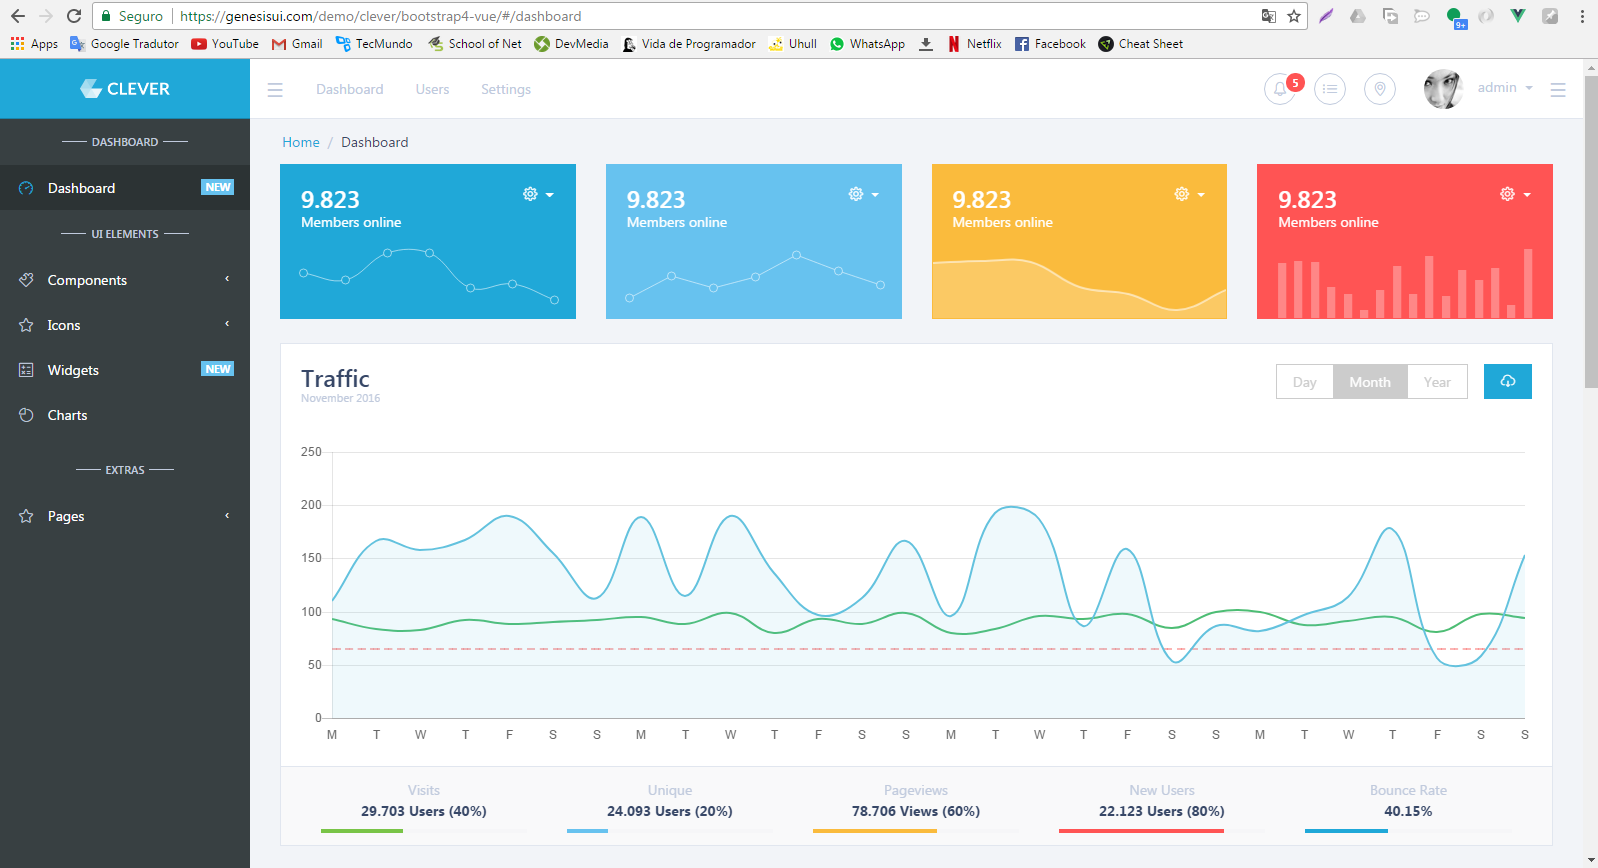 Seguro https://genesisui.com/demo/clever/bootstrap4-vue/#/dashboard
9+
Apps Google Tradutor YouTube Gmail TecMundo School of Net DevMedia Vida de Programador Uhull WhatsApp Netflix Facebook Cheat Sheet
CLEVER
Dashboard Users Settings
5
admin
DASHBOARD
Dashboard NEW
UI ELEMENTS
Components
Icons
Widgets NEW
Charts
EXTRAS
Pages
Home / Dashboard
9.823
Members online
9.823
Members online
9.823
Members online
9.823
Members online
Traffic
November 2016
Day Month Year
250
200
150
100
50
0
M T W T F S S M T W T F S S M T W T F S S M T W T F S S
Visits
29.703 Users (40%)
Unique
24.093 Users (20%)
Pageviews
78.706 Views (60%)
New Users
22.123 Users (80%)
Bounce Rate
40.15%